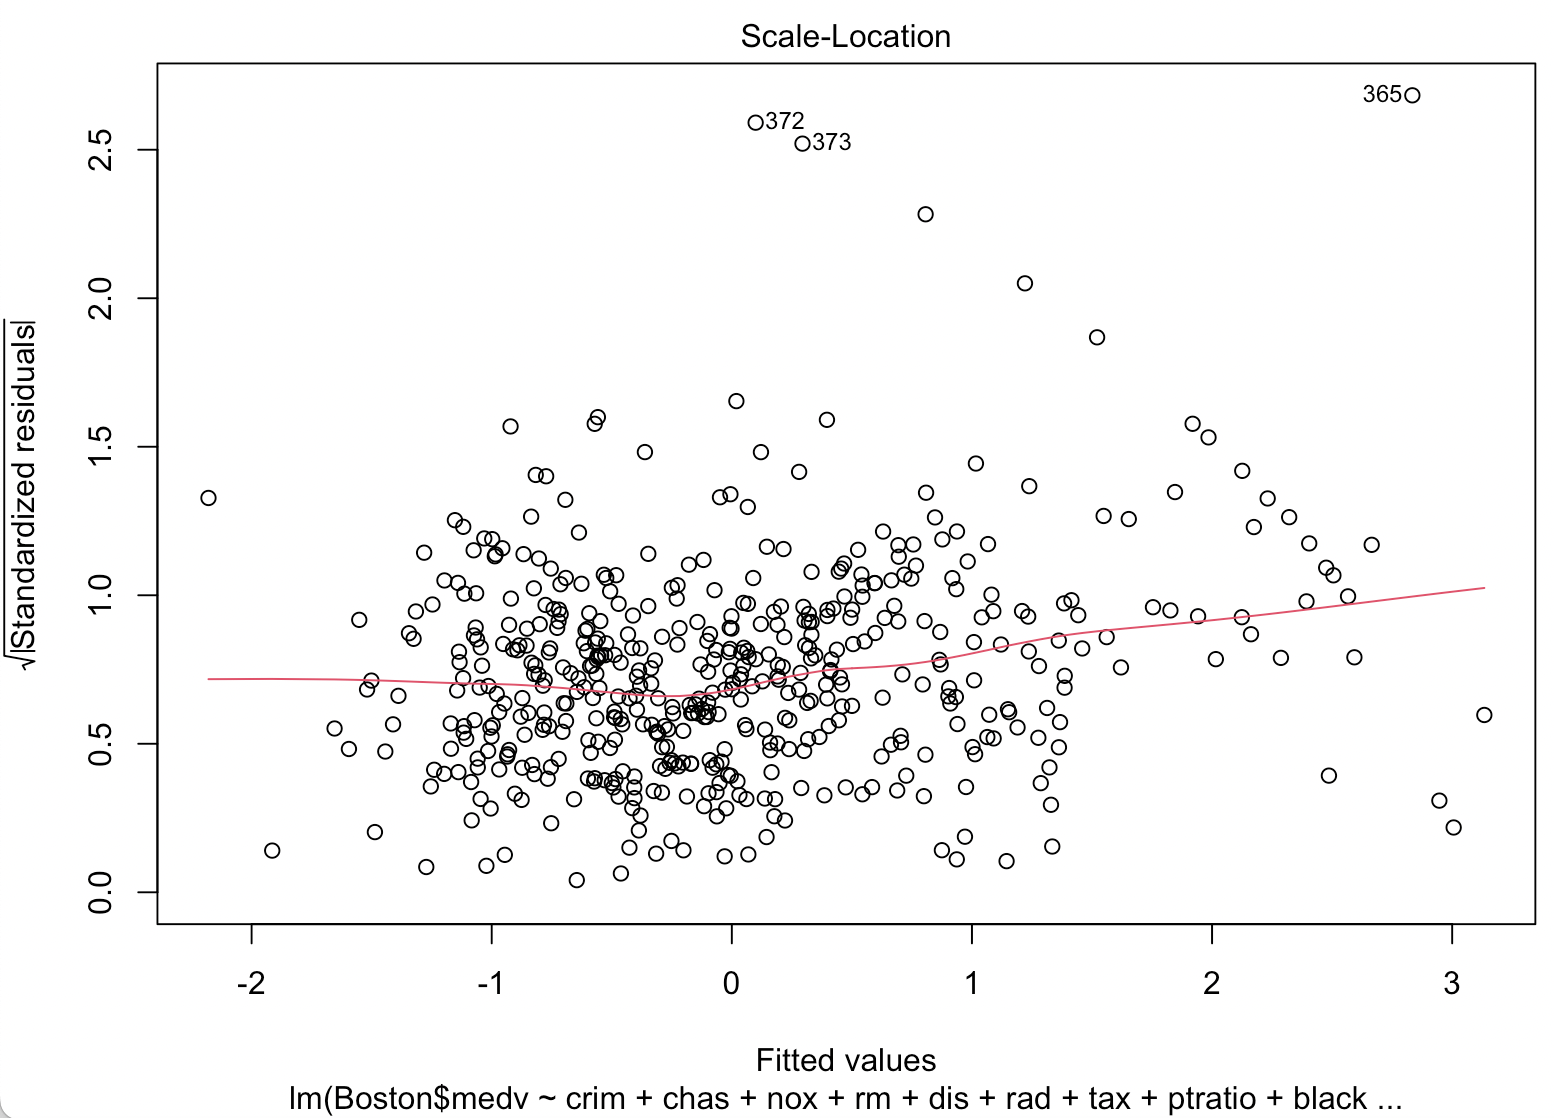 Scale-Location
√|Standardized residuals|
2.5
2.0
1.5
1.0
0.5
0.0
365
372
373
-2 -1 0 1 2 3
Fitted values
lm(Boston$medv ~ crim + chas + nox + rm + dis + rad + tax + ptratio + black ...